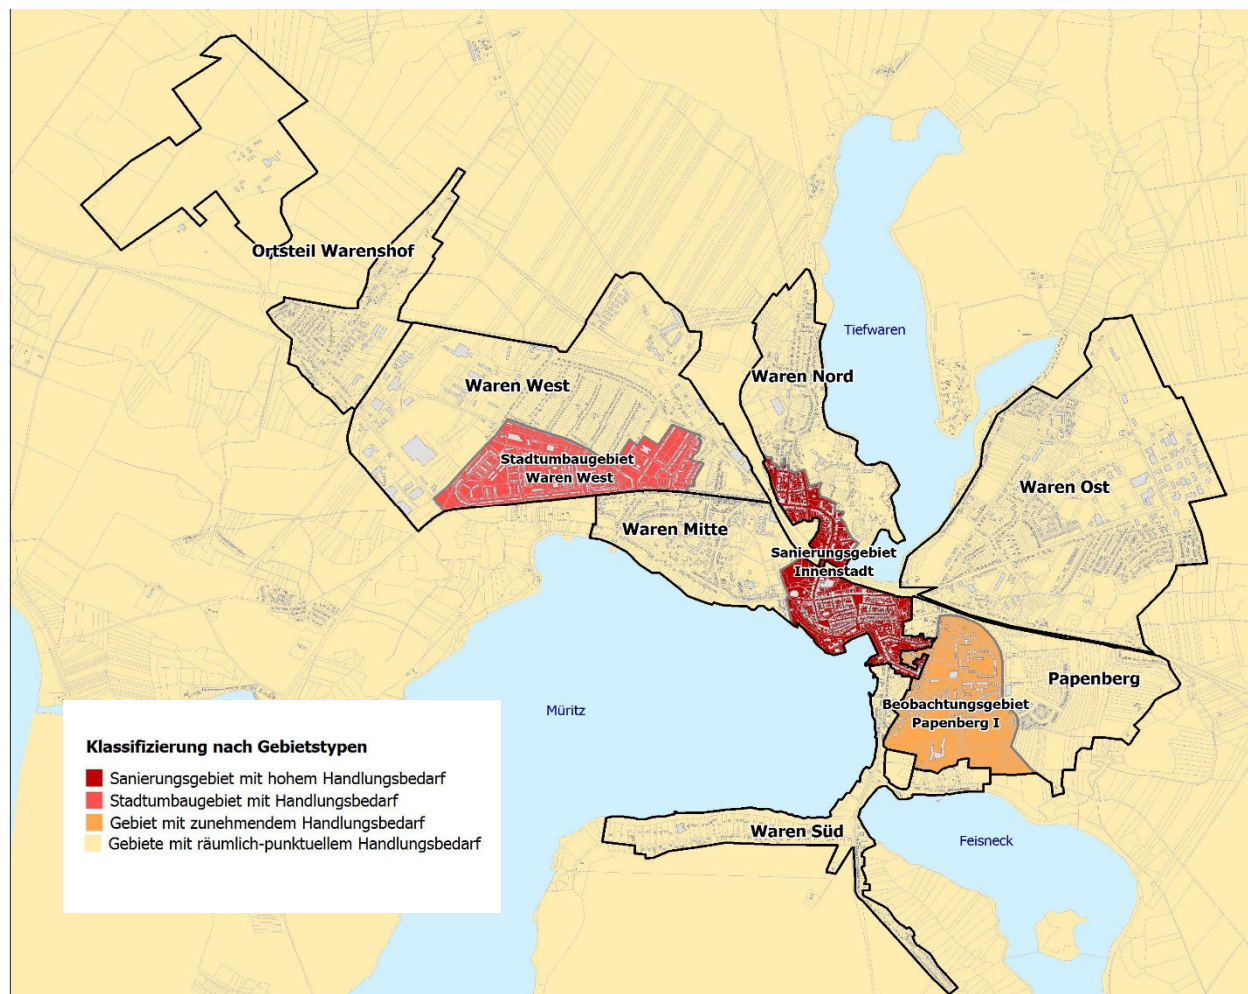 Ortsteil Warenshof
Tiefwaren
Waren West
Waren Nord
Stadtumbaugebiet
Waren West
Waren Ost
Waren Mitte
Sanierungsgebiet
Innenstadt
Papenberg
Beobachtungsgebiet
Papenberg I
Müritz
Klassifizierung nach Gebietstypen
Sanierungsgebiet mit hohem Handlungsbedarf
Stadtumbaugebiet mit Handlungsbedarf
Gebiet mit zunehmendem Handlungsbedarf
Gebiete mit räumlich-punktuellem Handlungsbedarf
Waren Süd
Feisneck